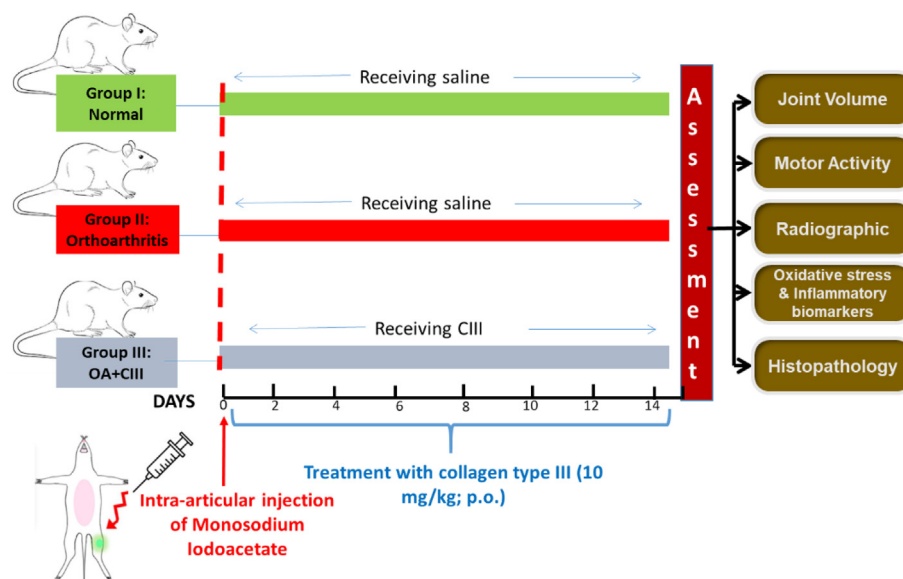 Group I:
Normal
Receiving saline
Group II:
Orthoarthritis
Receiving saline
Group III:
OA+CIII
Receiving CIII
Assessment
Joint Volume
Motor Activity
Radiographic
Oxidative stress
& Inflammatory
biomarkers
Histopathology
DAYS
0 2 4 6 8 10 12 14
Treatment with collagen type III (10
mg/kg; p.o.)
Intra-articular injection
of Monosodium
Iodoacetate